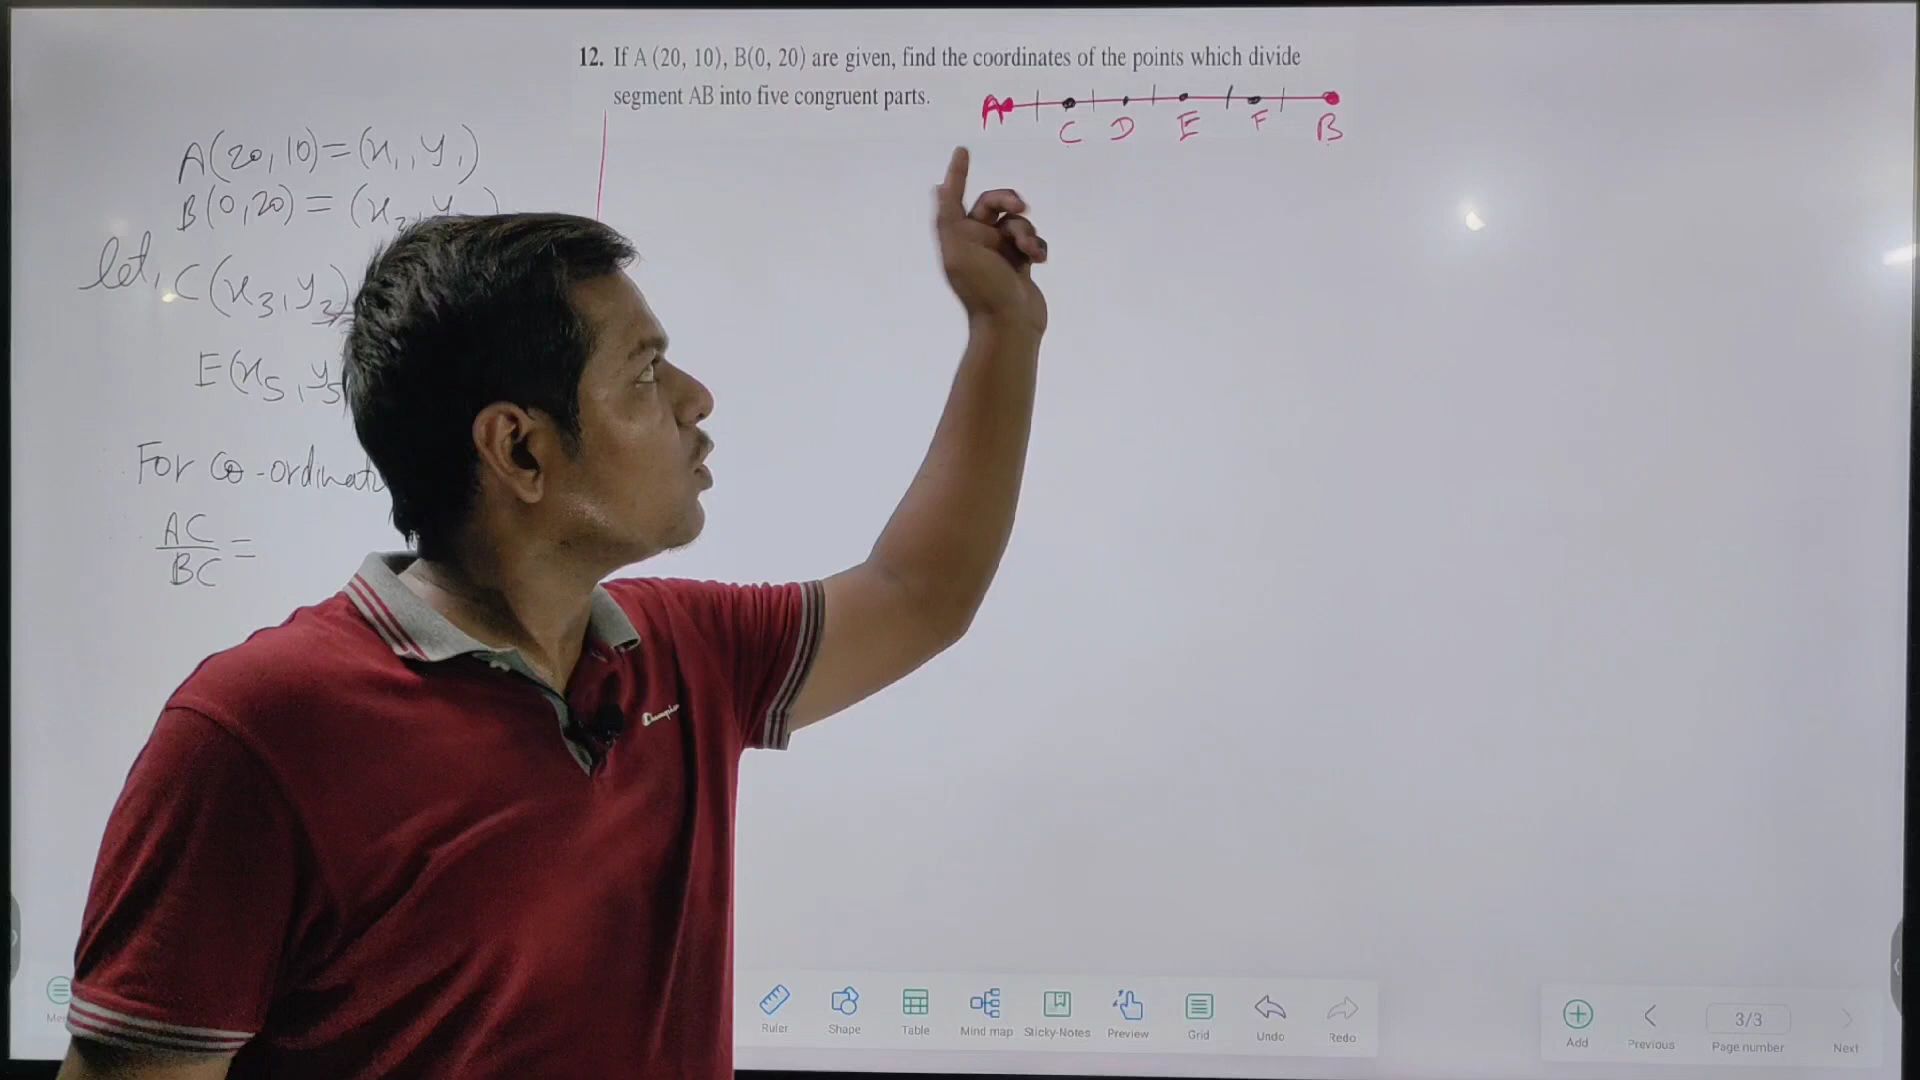 12. If A (20, 10), B(0, 20) are given, find the coordinates of the points which divide
segment AB into five congruent parts.
A C D E F B
A(20,10)=(x₁,y₁)
B(0,20)=(x₂,y
let, C(x₃,y₃)
E(x₅,y₅
For co-ordinat
AC/BC =
Champion
Ruler
Shape
Table
Mind map
Sticky-Notes
Preview
Grid
Undo
Redo
Add
Previous
3/3
Page number
Next